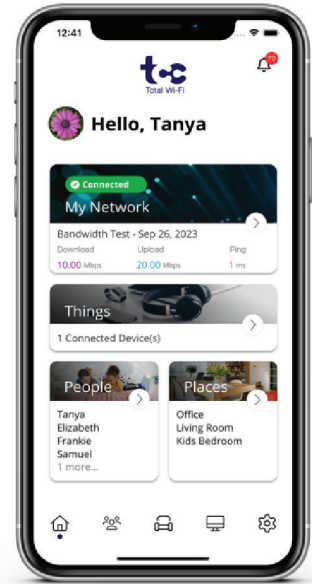 12:41
70
tcc
Total Wi-Fi
Hello, Tanya
Connected
My Network
Bandwidth Test - Sep 26, 2023
Download Upload Ping
10.00 Mbps 20.00 Mbps 1 ms
Things
1 Connected Device(s)
People
Tanya
Elizabeth
Frankie
Samuel
1 more...
Places
Office
Living Room
Kids Bedroom